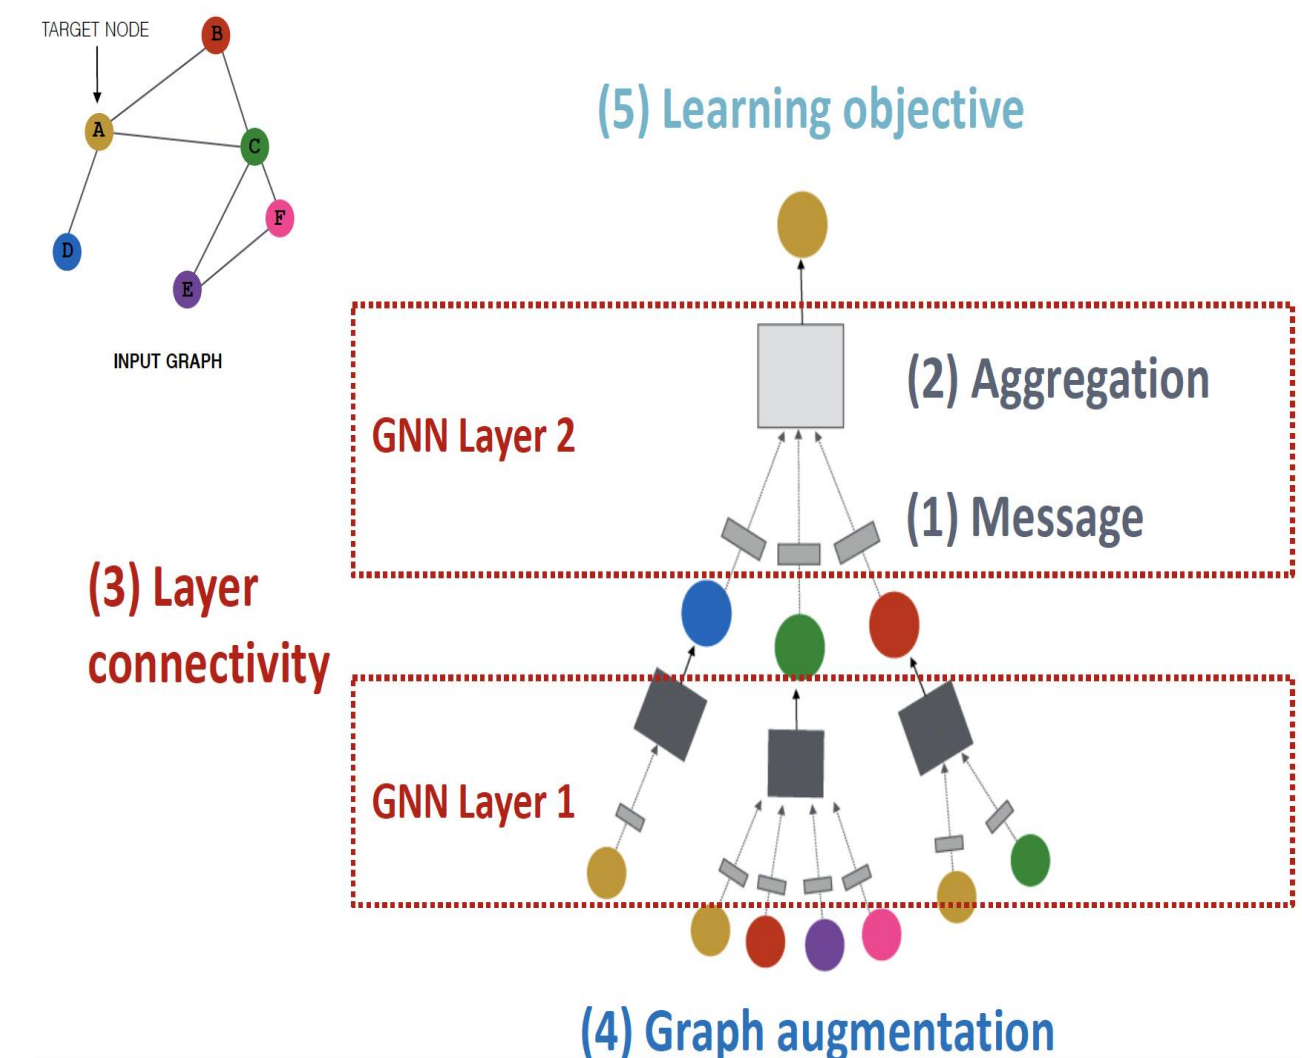 TARGET NODE
B
A
C
F
D
E
INPUT GRAPH
(5) Learning objective
(2) Aggregation
GNN Layer 2
(1) Message
(3) Layer
connectivity
GNN Layer 1
(4) Graph augmentation